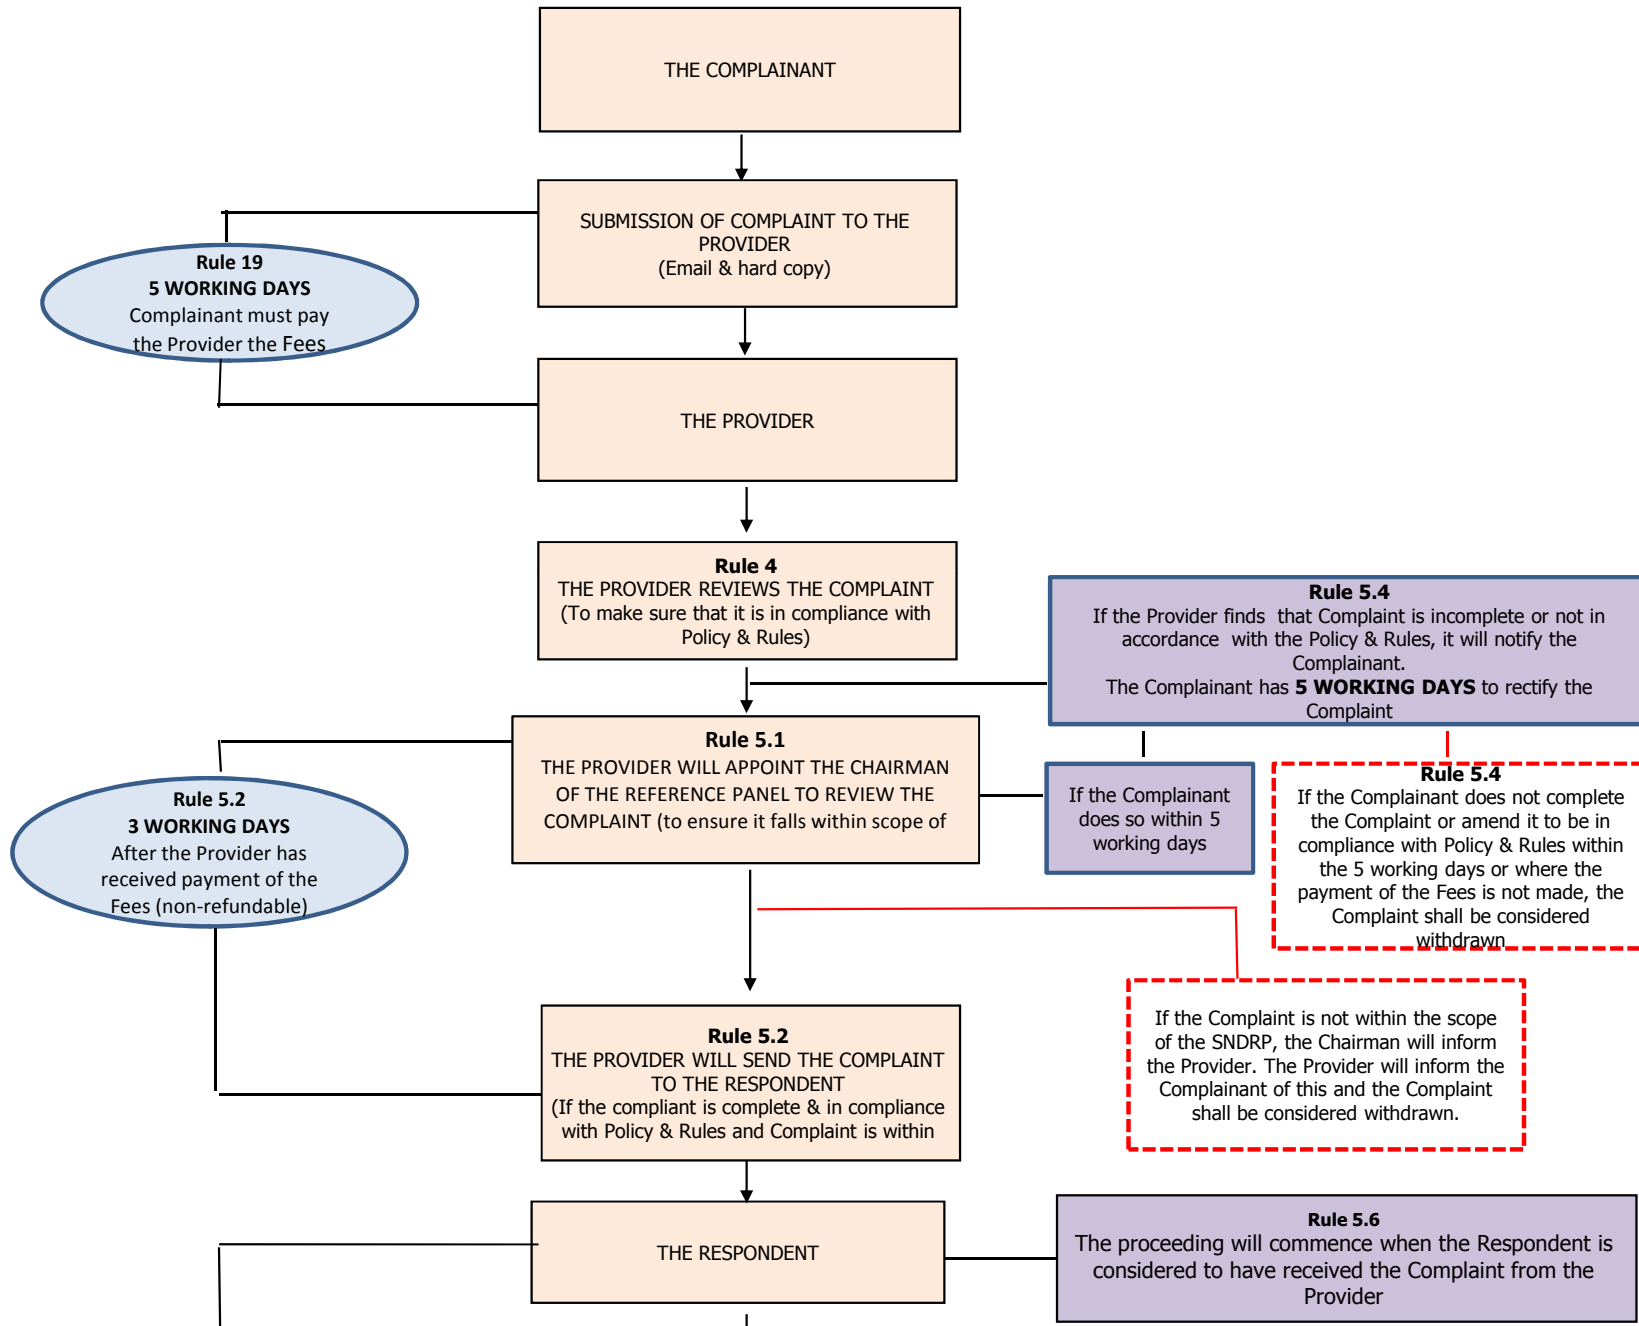 THE COMPLAINANT
SUBMISSION OF COMPLAINT TO THE
PROVIDER
(Email & hard copy)
Rule 19
5 WORKING DAYS
Complainant must pay
the Provider the Fees
THE PROVIDER
Rule 4
THE PROVIDER REVIEWS THE COMPLAINT
(To make sure that it is in compliance with
Policy & Rules)
Rule 5.4
If the Provider finds  that Complaint is incomplete or not in
accordance  with the Policy & Rules, it will notify the
Complainant.
The Complainant has 5 WORKING DAYS to rectify the
Complaint
Rule 5.1
THE PROVIDER WILL APPOINT THE CHAIRMAN
OF THE REFERENCE PANEL TO REVIEW THE
COMPLAINT (to ensure it falls within scope of
If the Complainant
does so within 5
working days
Rule 5.4
If the Complainant does not complete
the Complaint or amend it to be in
compliance with Policy & Rules within
the 5 working days or where the
payment of the Fees is not made, the
Complaint shall be considered
withdrawn
Rule 5.2
3 WORKING DAYS
After the Provider has
received payment of the
Fees (non-refundable)
If the Complaint is not within the scope
of the SNDRP, the Chairman will inform
the Provider. The Provider will inform the
Complainant of this and the Complaint
shall be considered withdrawn.
Rule 5.2
THE PROVIDER WILL SEND THE COMPLAINT
TO THE RESPONDENT
(If the compliant is complete & in compliance
with Policy & Rules and Complaint is within
THE RESPONDENT
Rule 5.6
The proceeding will commence when the Respondent is
considered to have received the Complaint from the
Provider